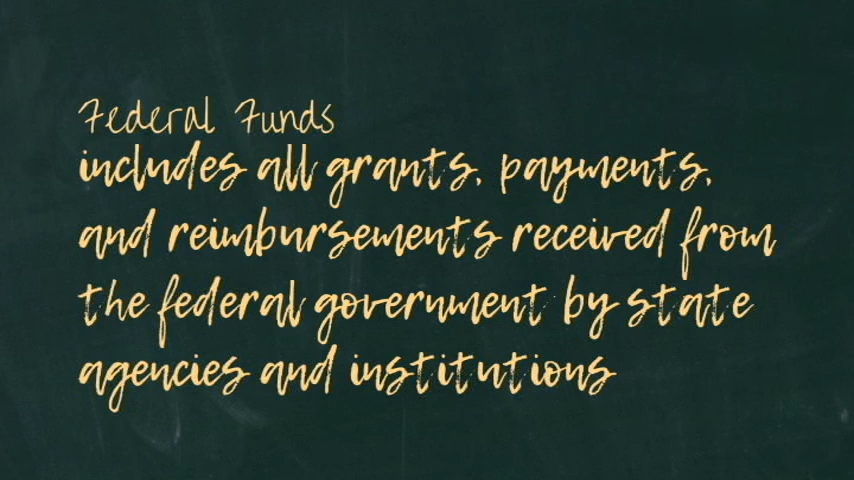 Federal Funds
includes all grants, payments,
and reimbursements received from
the federal government by state
agencies and institutions